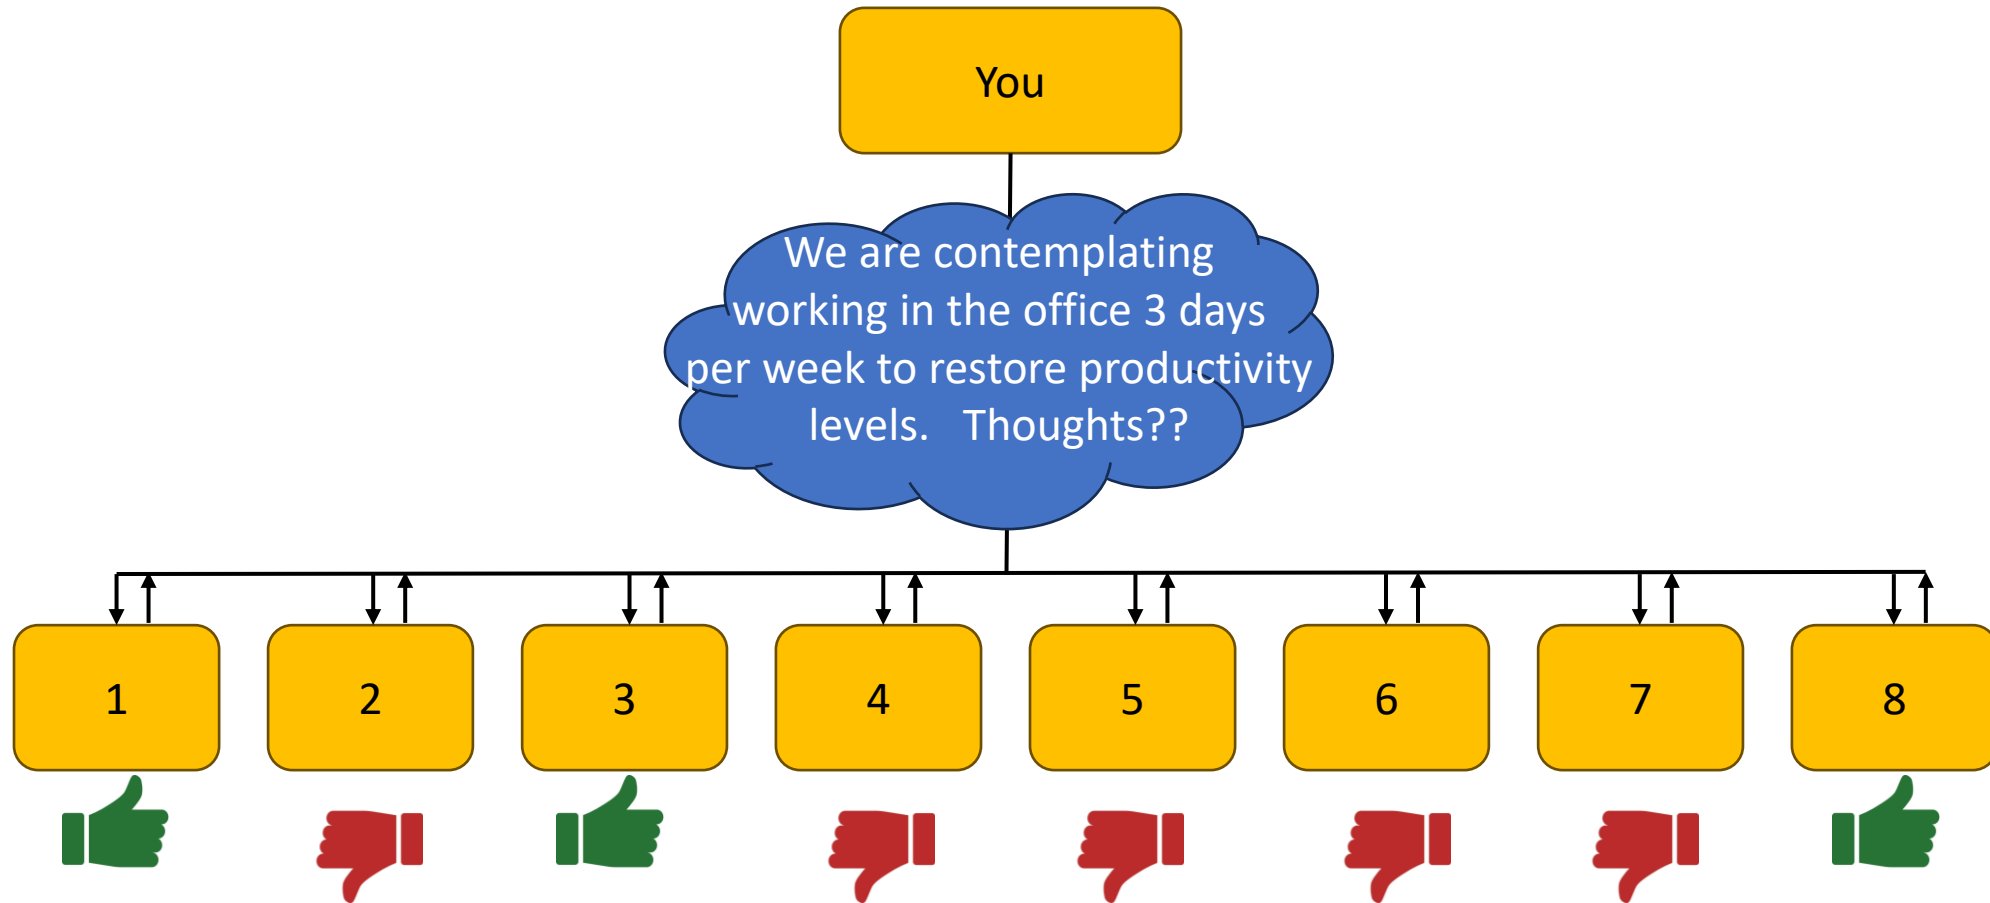 You
We are contemplating
working in the office 3 days
per week to restore productivity
levels.   Thoughts??
1 2 3 4 5 6 7 8